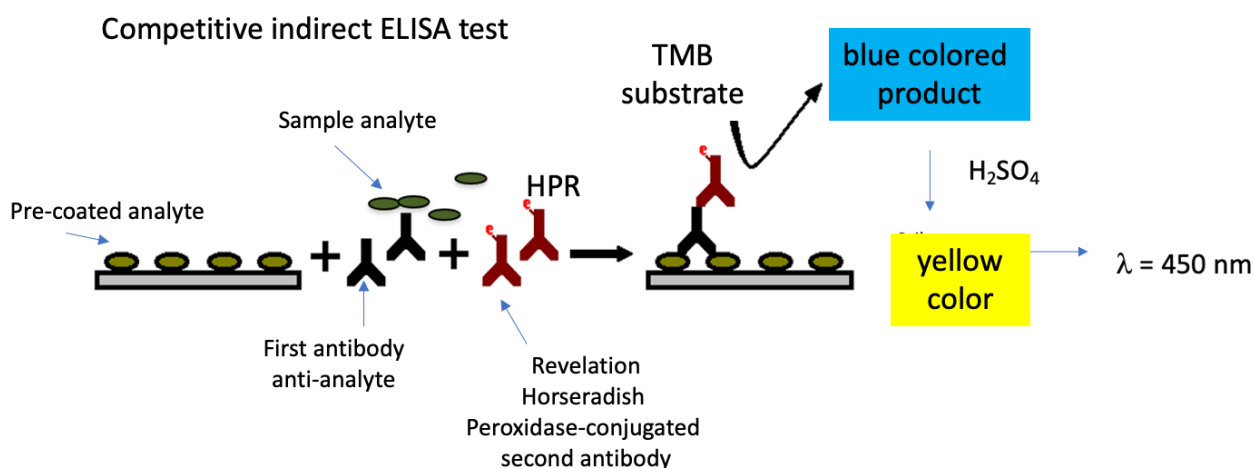 Competitive indirect ELISA test
TMB
substrate
blue colored
product
Sample analyte
H₂SO₄
HPR
e
e
e
Pre-coated analyte
yellow
color
λ = 450 nm
First antibody
anti-analyte
Revelation
Horseradish
Peroxidase-conjugated
second antibody